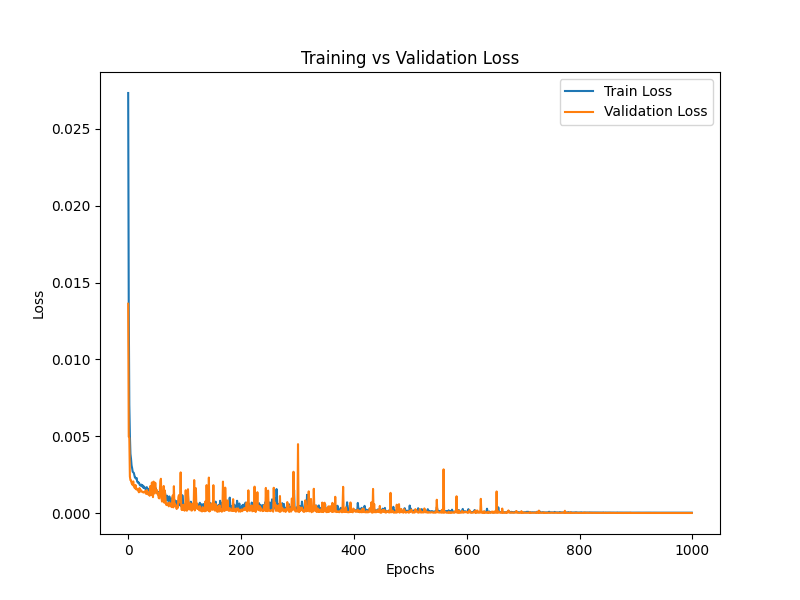 Training vs Validation Loss
Train Loss
Validation Loss
0.025
0.020
0.015
0.010
0.005
0.000
Loss
0 200 400 600 800 1000
Epochs